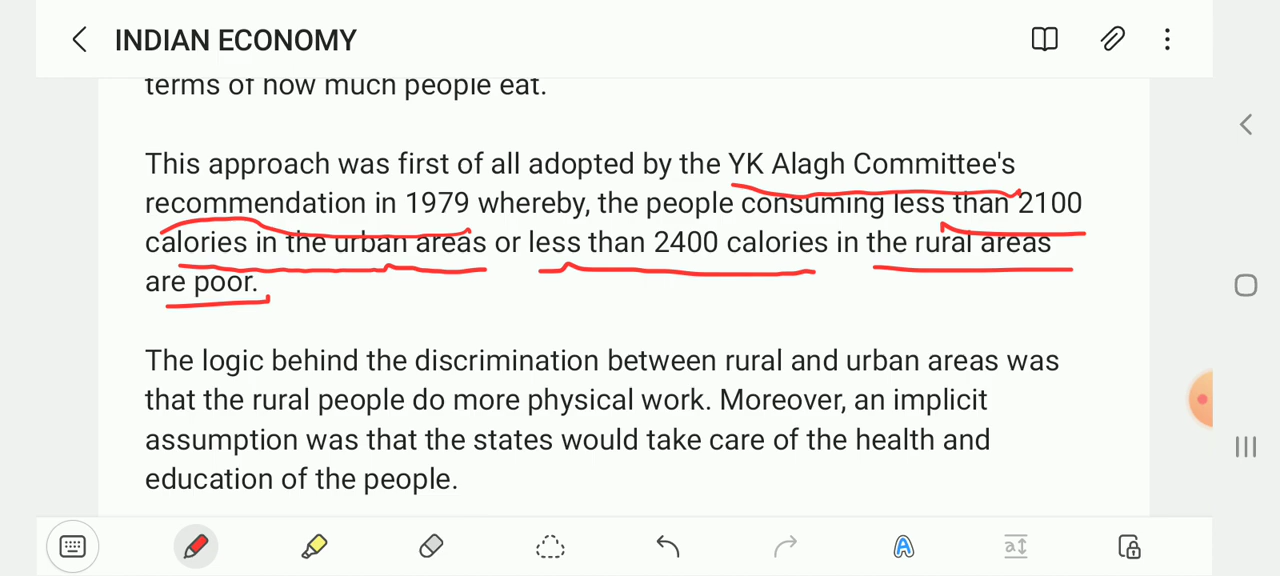 INDIAN ECONOMY
terms of how much people eat.
This approach was first of all adopted by the YK Alagh Committee's
recommendation in 1979 whereby, the people consuming less than 2100
calories in the urban areas or less than 2400 calories in the rural areas
are poor.
The logic behind the discrimination between rural and urban areas was
that the rural people do more physical work. Moreover, an implicit
assumption was that the states would take care of the health and
education of the people.